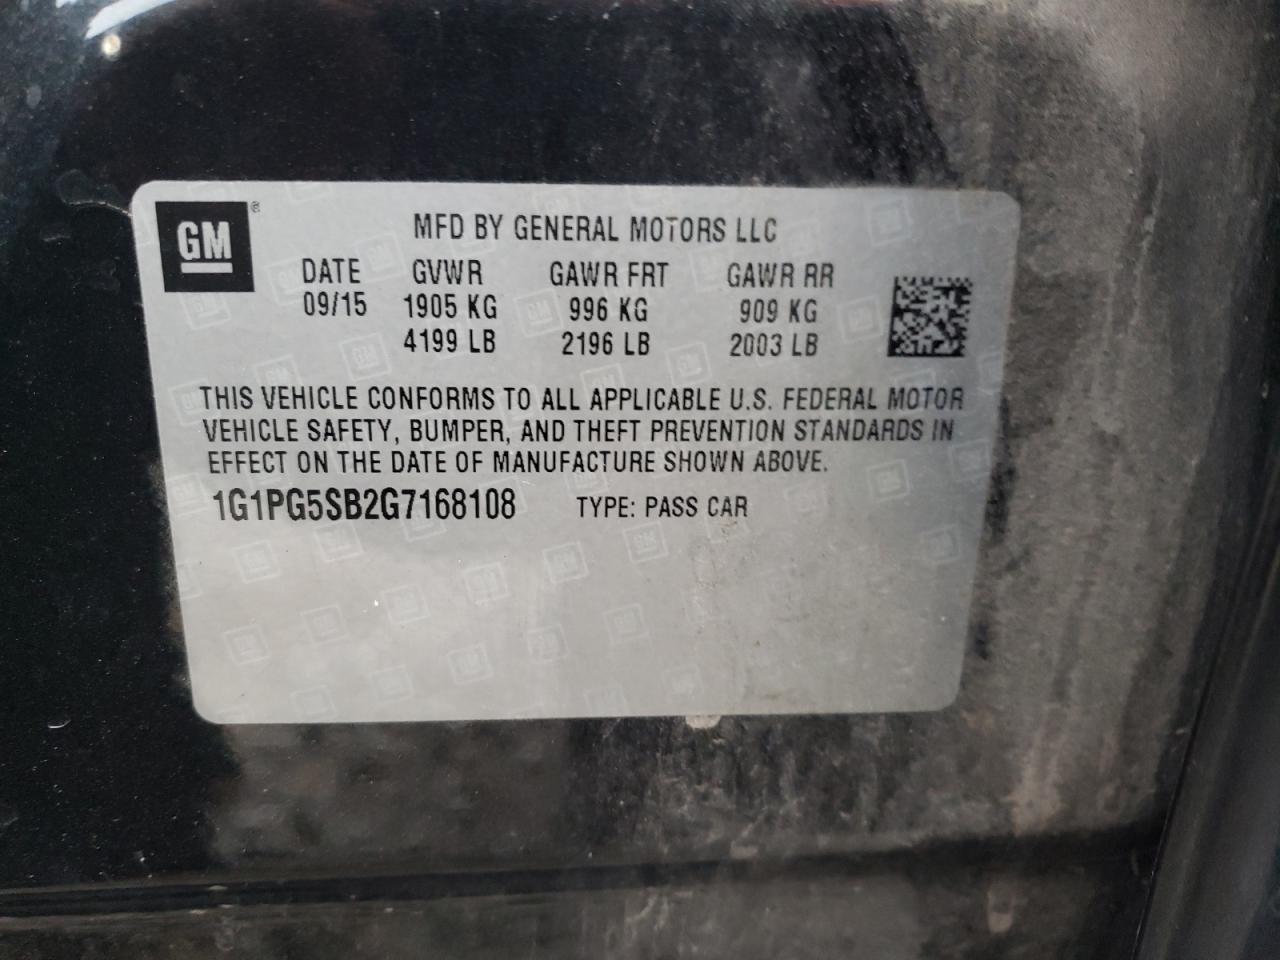 GM ®
MFD BY GENERAL MOTORS LLC
DATE GVWR GAWR FRT GAWR RR
09/15 1905 KG 996 KG 909 KG
4199 LB 2196 LB 2003 LB
THIS VEHICLE CONFORMS TO ALL APPLICABLE U.S. FEDERAL MOTOR
VEHICLE SAFETY, BUMPER, AND THEFT PREVENTION STANDARDS IN
EFFECT ON THE DATE OF MANUFACTURE SHOWN ABOVE.
1G1PG5SB2G7168108 TYPE: PASS CAR